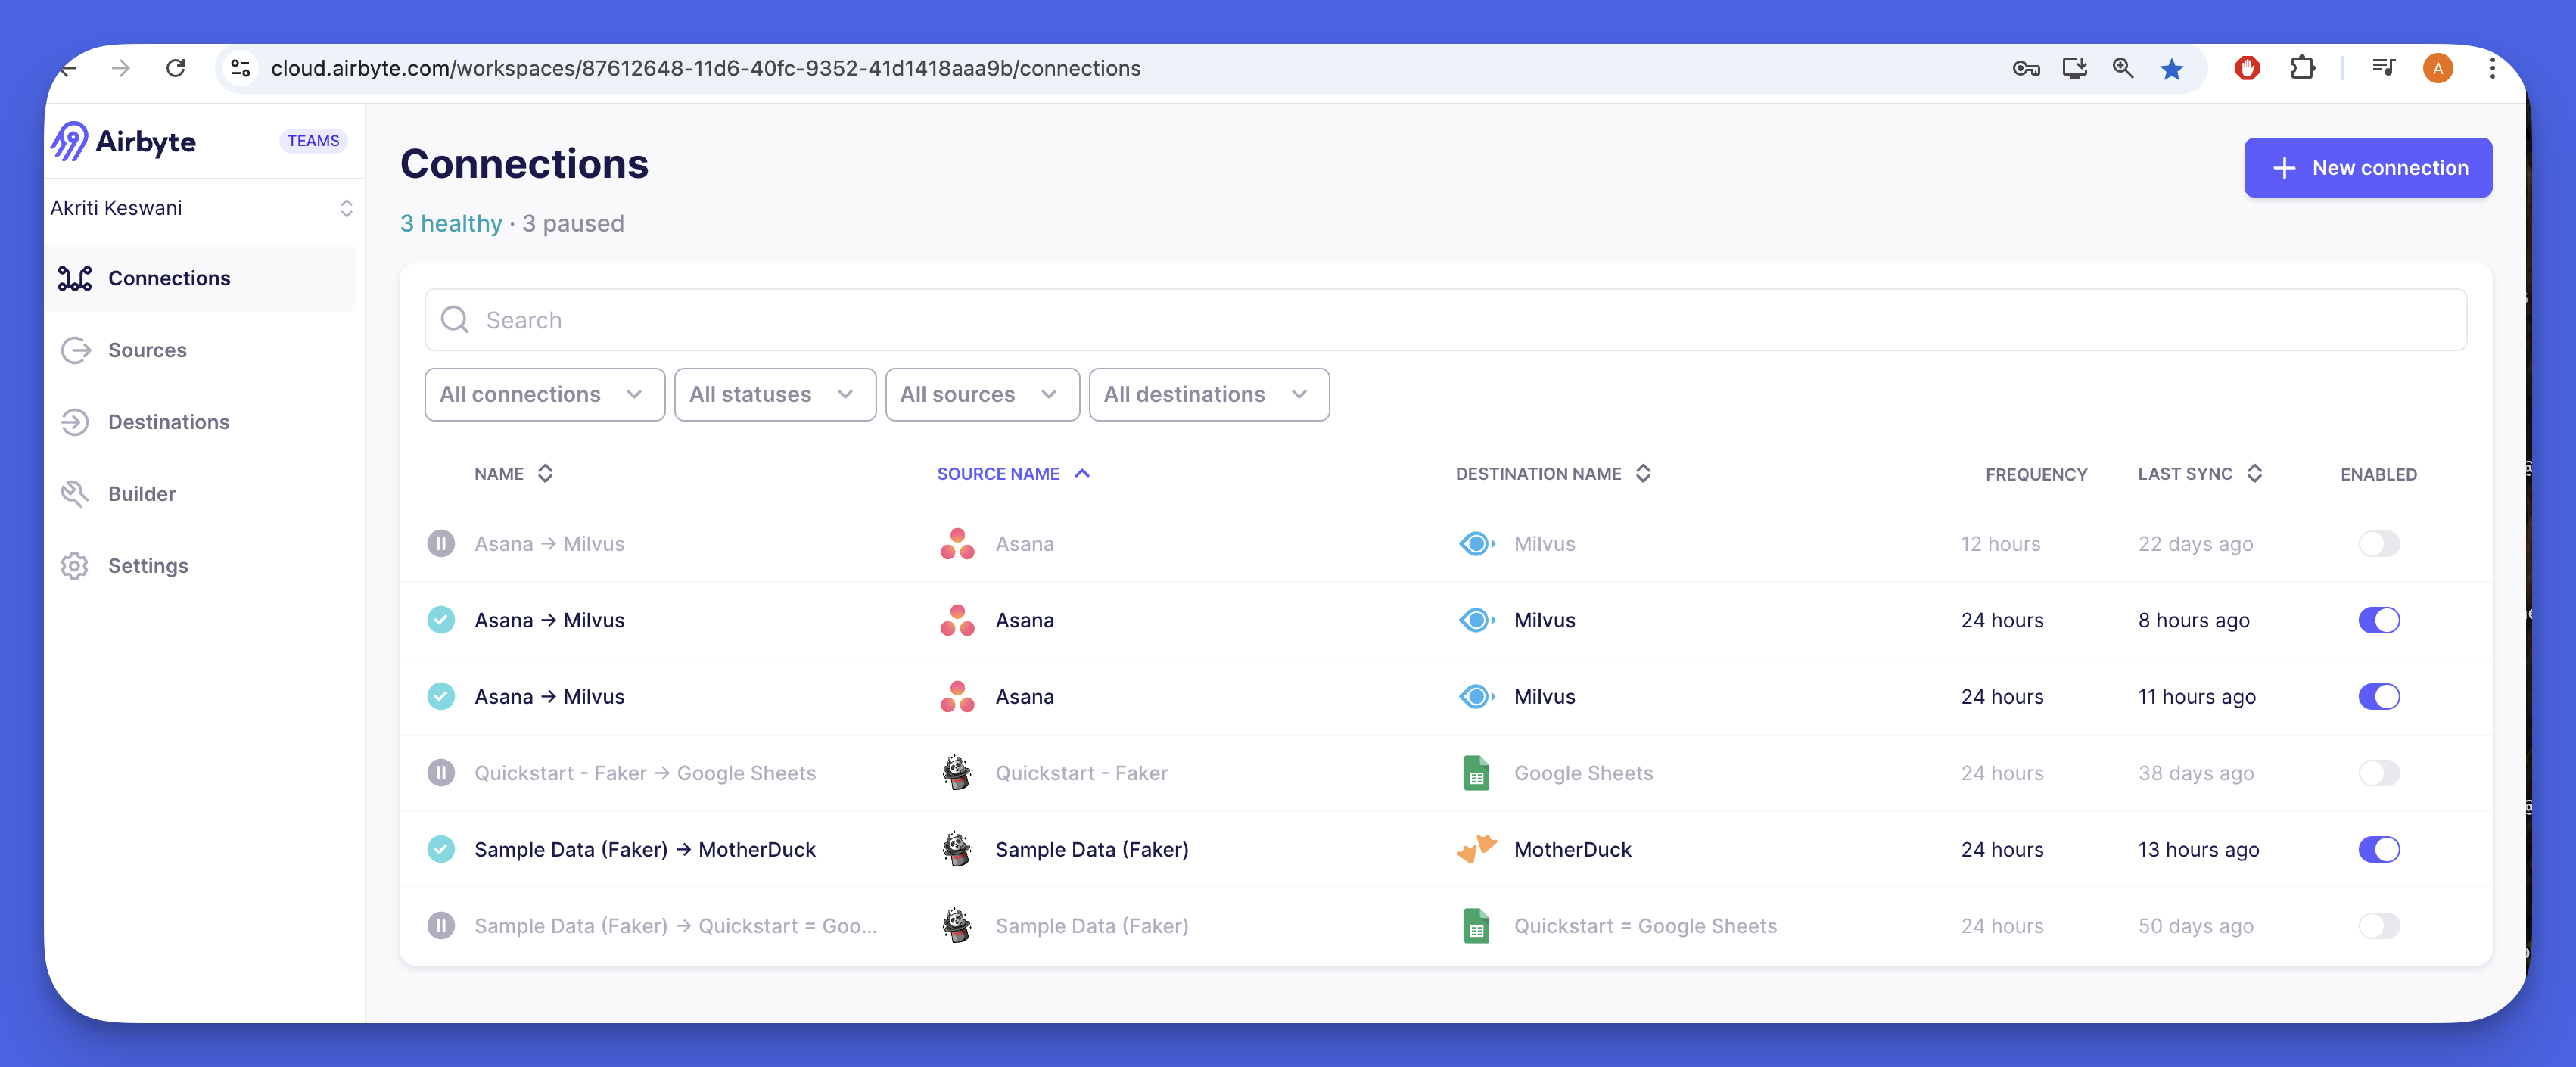 cloud.airbyte.com/workspaces/87612648-11d6-40fc-9352-41d1418aaa9b/connections
A
Airbyte
TEAMS
Akriti Keswani
Connections
Sources
Destinations
Builder
Settings
Connections
3 healthy · 3 paused
New connection
Search
All connections All statuses All sources All destinations
NAME SOURCE NAME DESTINATION NAME FREQUENCY LAST SYNC ENABLED
Asana → Milvus Asana Milvus 12 hours 22 days ago
Asana → Milvus Asana Milvus 24 hours 8 hours ago
Asana → Milvus Asana Milvus 24 hours 11 hours ago
Quickstart - Faker → Google Sheets Quickstart - Faker Google Sheets 24 hours 38 days ago
Sample Data (Faker) → MotherDuck Sample Data (Faker) MotherDuck 24 hours 13 hours ago
Sample Data (Faker) → Quickstart = Goo... Sample Data (Faker) Quickstart = Google Sheets 24 hours 50 days ago